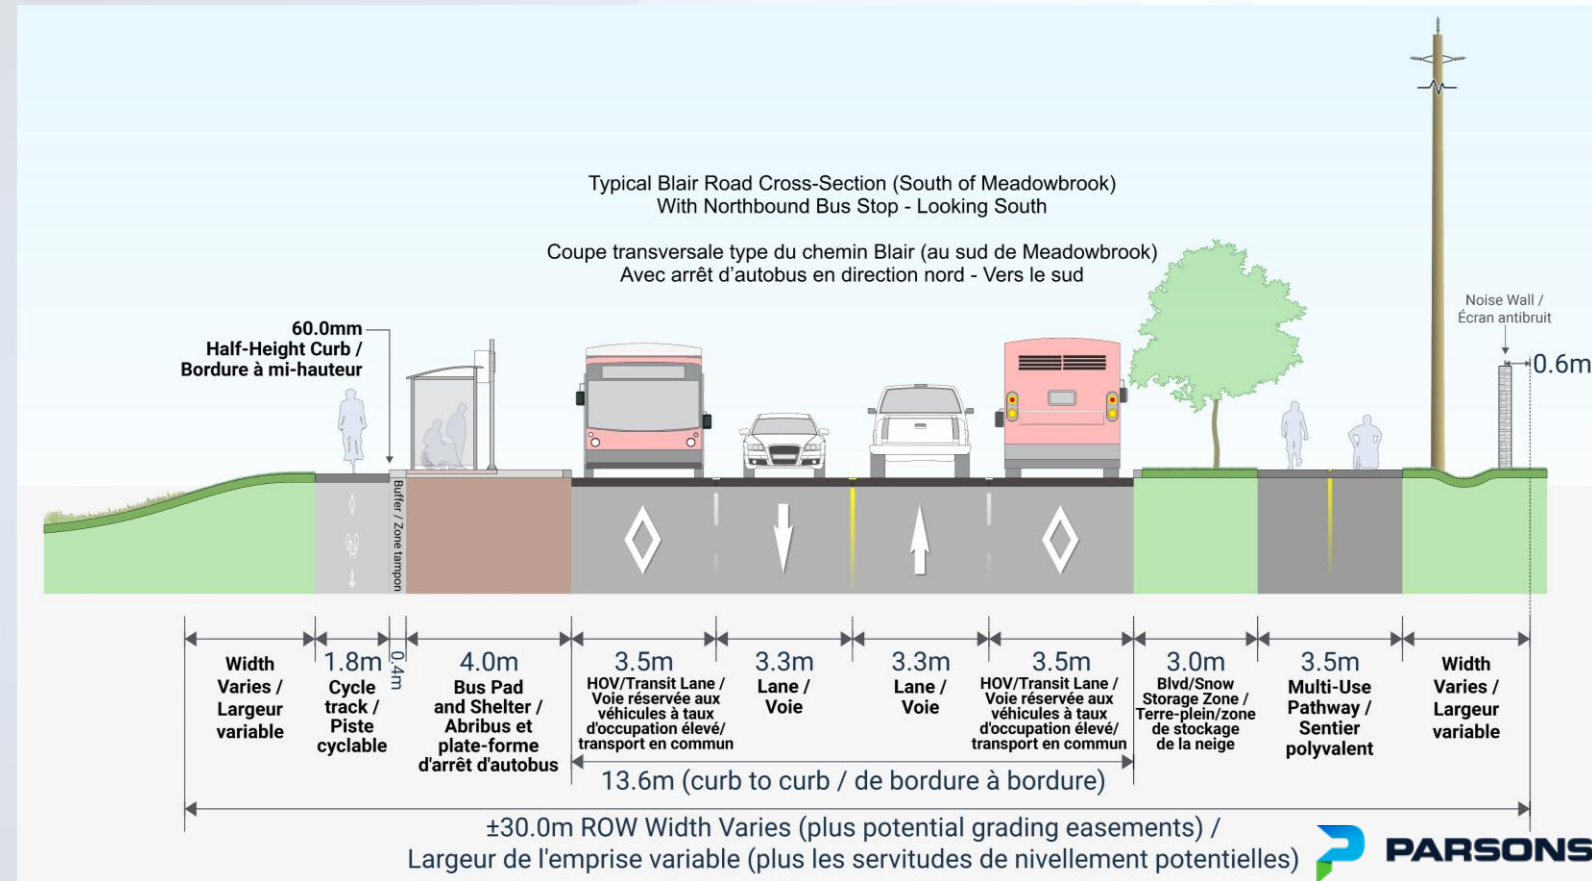 Typical Blair Road Cross-Section (South of Meadowbrook)
With Northbound Bus Stop - Looking South
Coupe transversale type du chemin Blair (au sud de Meadowbrook)
Avec arrêt d'autobus en direction nord - Vers le sud
60.0mm
Half-Height Curb /
Bordure à mi-hauteur
Noise Wall /
Écran antibruit
0.6m
Buffer / Zone tampon
Width
Varies /
Largeur
variable
1.8m
Cycle
track /
Piste
cyclable
0.4m
4.0m
Bus Pad
and Shelter /
Abribus et
plate-forme
d'arrêt d'autobus
3.5m
HOV/Transit Lane /
Voie réservée aux
véhicules à taux
d'occupation élevé/
transport en commun
3.3m
Lane /
Voie
3.3m
Lane /
Voie
3.5m
HOV/Transit Lane /
Voie réservée aux
véhicules à taux
d'occupation élevé/
transport en commun
3.0m
Blvd/Snow
Storage Zone /
Terre-plein/zone
de stockage
de la neige
3.5m
Multi-Use
Pathway /
Sentier
polyvalent
Width
Varies /
Largeur
variable
13.6m (curb to curb / de bordure à bordure)
±30.0m ROW Width Varies (plus potential grading easements) /
Largeur de l'emprise variable (plus les servitudes de nivellement potentielles)
PARSONS